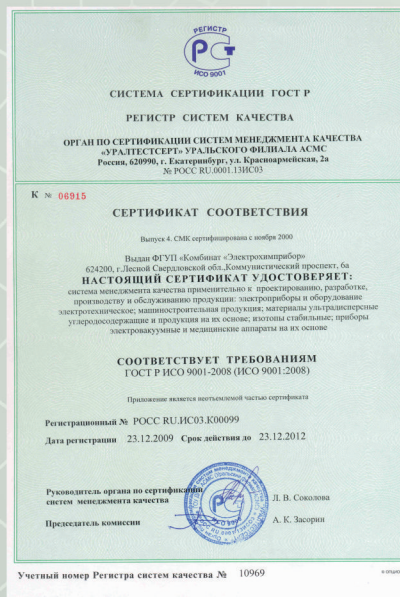 РЕГИСТР
РСТ
ИСО 9001
СИСТЕМА СЕРТИФИКАЦИИ ГОСТ Р
РЕГИСТР СИСТЕМ КАЧЕСТВА
ОРГАН ПО СЕРТИФИКАЦИИ СИСТЕМ МЕНЕДЖМЕНТА КАЧЕСТВА
«УРАЛТЕСТСЕРТ» УРАЛЬСКОГО ФИЛИАЛА АСМС
Россия, 620990, г. Екатеринбург, ул. Красноармейская, 2а
№ РОСС RU.0001.13ИС03
К № 06915
СЕРТИФИКАТ СООТВЕТСТВИЯ
Выпуск 4. СМК сертифицирована с ноября 2000
Выдан ФГУП «Комбинат «Электрохимприбор»
624200, г.Лесной Свердловской обл.,Коммунистический проспект, 6а
НАСТОЯЩИЙ СЕРТИФИКАТ УДОСТОВЕРЯЕТ:
система менеджмента качества применительно к проектированию, разработке,
производству и обслуживанию продукции: электроприборы и оборудование
электротехническое; машиностроительная продукция; материалы ультрадисперсные
углеродосодержащие и продукция на их основе; изотопы стабильные; приборы
электровакуумные и медицинские аппараты на их основе
СООТВЕТСТВУЕТ ТРЕБОВАНИЯМ
ГОСТ Р ИСО 9001-2008 (ИСО 9001:2008)
Приложение является неотъемлемой частью сертификата
Регистрационный № РОСС RU.ИС03.К00099
Дата регистрации 23.12.2009 Срок действия до 23.12.2012
Руководитель органа по сертификации
систем менеджмента качества Л. В. Соколова
Председатель комиссии А. К. Засорин
Учетный номер Регистра систем качества № 10969